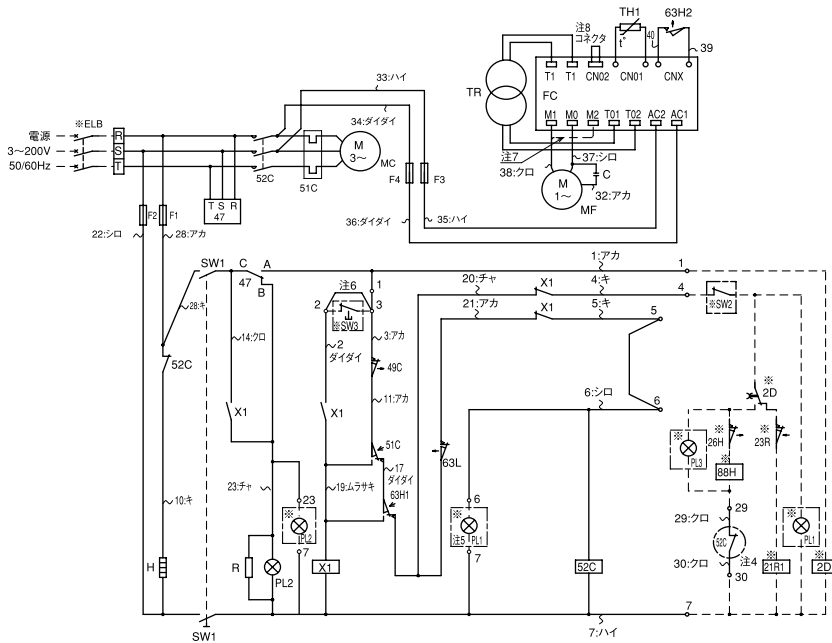 TH1
63H2
注8
コネクタ
t°
40
39
33:ハイ
T1
T1
CN02
CN01
CNX
TR
FC
34:ダイダイ
M1
M0
M2
T01
T02
AC2
AC1
※ELB
電源
R
3〜200V
S
50/60Hz
T
M
3〜
MC
52C
51C
F4
F3
注7
37:シロ
38:クロ
C
M
1〜
MF
32:アカ
T S R
47
F2
F1
22:シロ
28:アカ
36:ダイダイ
35:ハイ
1:アカ
SW1
C
A
47
B
1
1
20:チャ
X1
4:キ
4
注6
2
3
※SW3
※SW2
28:キ
21:アカ
X1
5:キ
5
14:クロ
2
ダイダイ
3:アカ
52C
49C
6:シロ
6
※
2D
X1
X1
11:アカ
※
PL3
※
26H
※
23R
51C
63L
※
88H
23:チャ
17
ダイダイ
10:キ
19:ムラサキ
63H1
23
6
※
PL2
※
注5
PL1
29:クロ
29
※
PL1
7
7
52C
注4
H
R
PL2
X1
52C
30:クロ
30
※
21R1
※
2D
7
SW1
7:ハイ